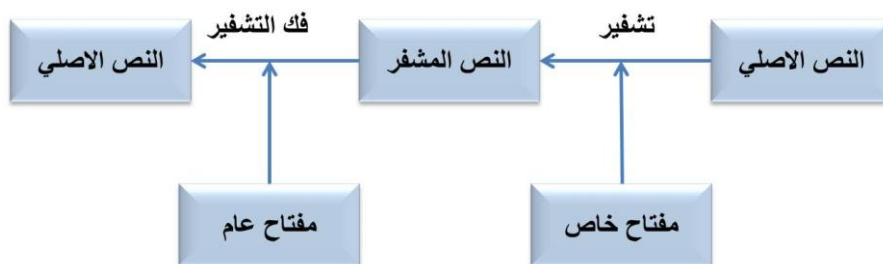 تشفير
فك التشفير
النص الاصلي
النص المشفر
النص الاصلي
مفتاح خاص
مفتاح عام